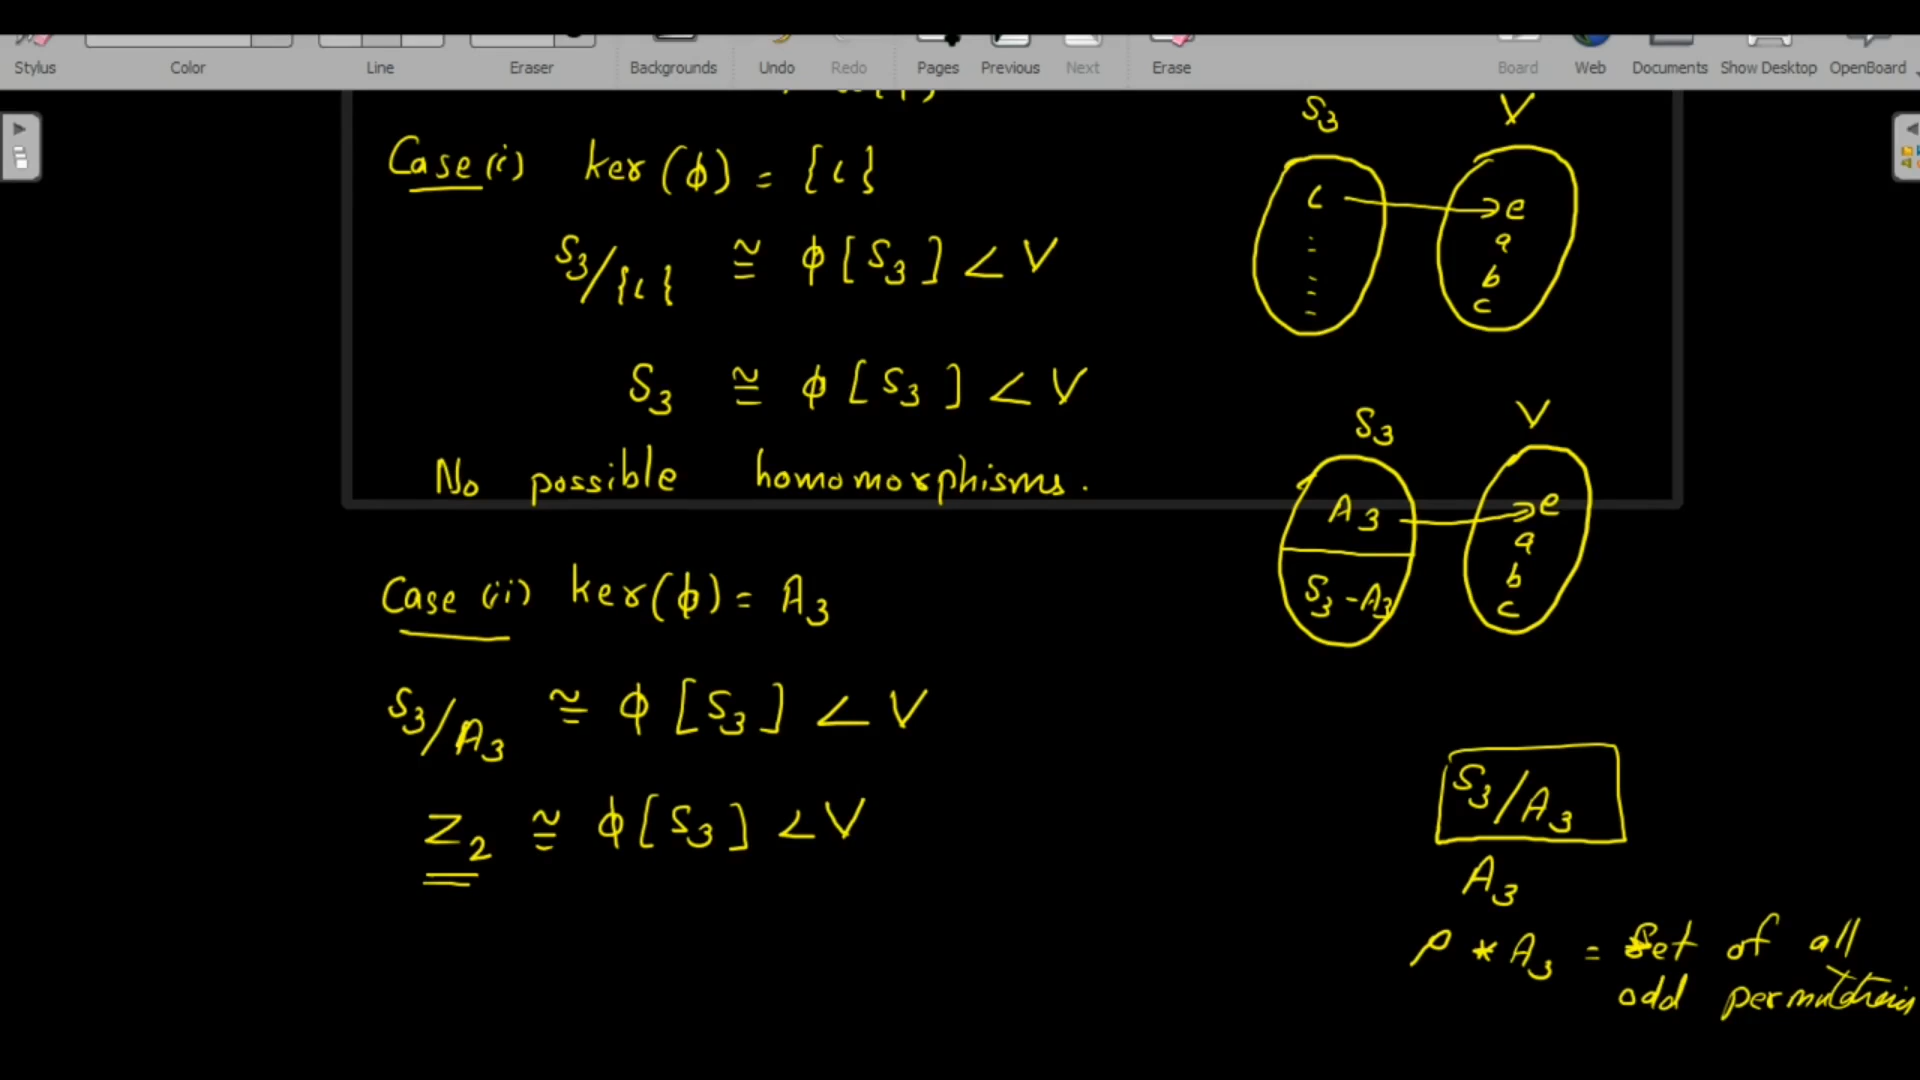 Stylus Color Line Eraser Backgrounds Undo Redo Pages Previous Next Erase Board Web Documents Show Desktop OpenBoard
Case (i) ker(ϕ) = {ι}
S₃/{ι} ≅ ϕ[S₃] < V
S₃ ≅ ϕ[S₃] < V
No possible homomorphisms.
S₃ V
ι e
a
b
c
S₃ V
A₃ e
a
b
S₃-A₃ c
Case (ii) ker(ϕ) = A₃
S₃/A₃ ≅ ϕ[S₃] < V
Z₂ ≅ ϕ[S₃] < V
S₃/A₃
A₃
ρ * A₃ = Set of all
odd permutations